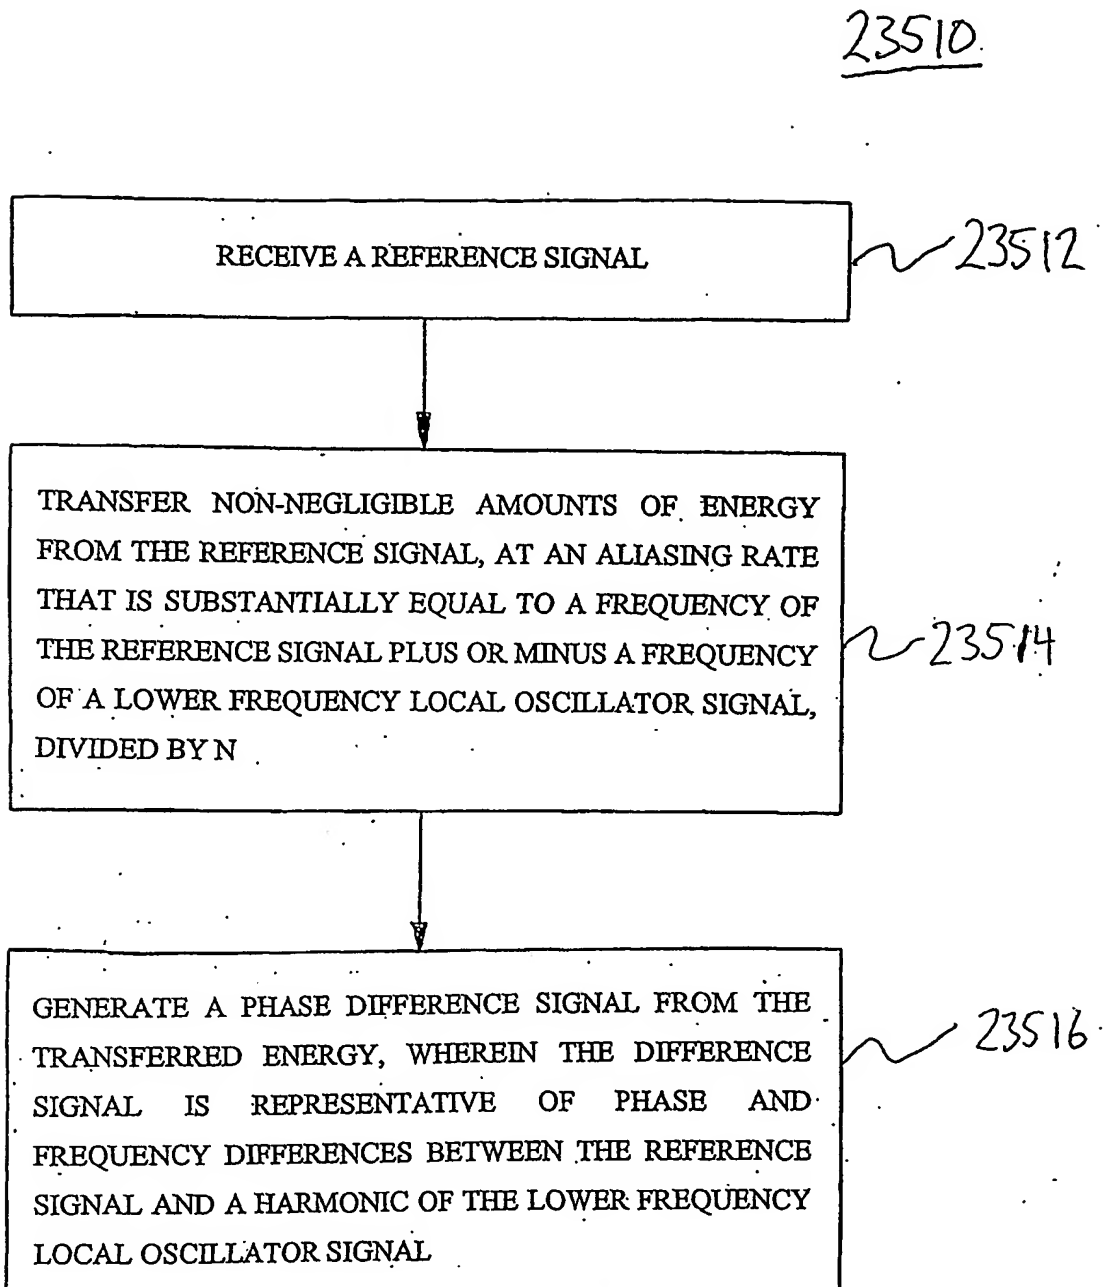 23510
RECEIVE A REFERENCE SIGNAL
23512
TRANSFER NON-NEGLIGIBLE AMOUNTS OF ENERGY
FROM THE REFERENCE SIGNAL, AT AN ALIASING RATE
THAT IS SUBSTANTIALLY EQUAL TO A FREQUENCY OF
THE REFERENCE SIGNAL PLUS OR MINUS A FREQUENCY
OF A LOWER FREQUENCY LOCAL OSCILLATOR SIGNAL,
DIVIDED BY N
23514
GENERATE A PHASE DIFFERENCE SIGNAL FROM THE
TRANSFERRED ENERGY, WHEREIN THE DIFFERENCE
SIGNAL IS REPRESENTATIVE OF PHASE AND
FREQUENCY DIFFERENCES BETWEEN THE REFERENCE
SIGNAL AND A HARMONIC OF THE LOWER FREQUENCY
LOCAL OSCILLATOR SIGNAL
23516